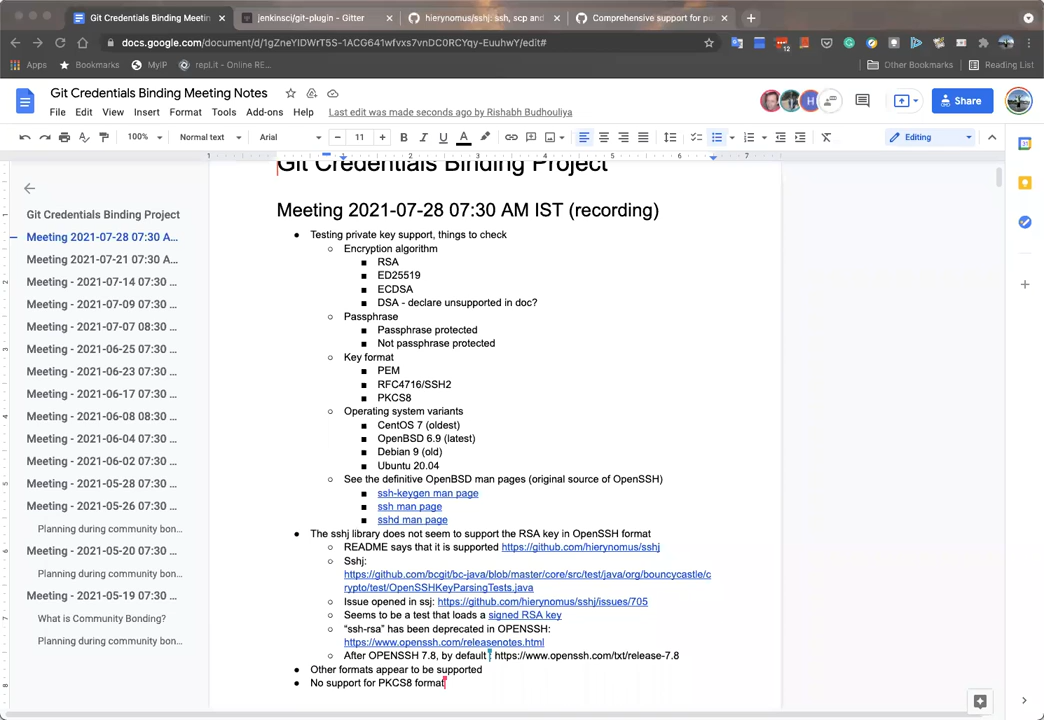 Git Credentials Binding Meetin
jenkinsci/git-plugin - Gitter
hierynomus/sshj: ssh, scp and
Comprehensive support for pu
docs.google.com/document/d/1gZneYIDWrT5S-1ACG641wfvxs7vnDC0RCYqy-EuuhwY/edit#
12
Apps
Bookmarks
MyIP
repl.it - Online RE...
Other Bookmarks
Reading List
Git Credentials Binding Meeting Notes
File Edit View Insert Format Tools Add-ons Help
Last edit was made seconds ago by Rishabh Budhouliya
H
Share
100%
Normal text
Arial
11
B I U A
Editing
1 1 2 3 4 5 6 7
Git Credentials Binding Project
Meeting 2021-07-28 07:30 A...
Meeting 2021-07-21 07:30 A...
Meeting - 2021-07-14 07:30 ...
Meeting - 2021-07-09 07:30 ...
Meeting - 2021-07-07 08:30 ...
Meeting - 2021-06-25 07:30 ...
Meeting - 2021-06-23 07:30 ...
Meeting - 2021-06-17 07:30 ...
Meeting - 2021-06-08 08:30 ...
Meeting - 2021-06-04 07:30 ...
Meeting - 2021-06-02 07:30 ...
Meeting - 2021-05-28 07:30 ...
Meeting - 2021-05-26 07:30 ...
Planning during community bon...
Meeting - 2021-05-20 07:30 ...
Planning during community bon...
Meeting - 2021-05-19 07:30 ...
What is Community Bonding?
Planning during community bon...
Git Credentials Binding Project
Meeting 2021-07-28 07:30 AM IST (recording)
Testing private key support, things to check
Encryption algorithm
RSA
ED25519
ECDSA
DSA - declare unsupported in doc?
Passphrase
Passphrase protected
Not passphrase protected
Key format
PEM
RFC4716/SSH2
PKCS8
Operating system variants
CentOS 7 (oldest)
OpenBSD 6.9 (latest)
Debian 9 (old)
Ubuntu 20.04
See the definitive OpenBSD man pages (original source of OpenSSH)
ssh-keygen man page
ssh man page
sshd man page
The sshj library does not seem to support the RSA key in OpenSSH format
README says that it is supported https://github.com/hierynomus/sshj
Sshj:
https://github.com/bcgit/bc-java/blob/master/core/src/test/java/org/bouncycastle/c
rypto/test/OpenSSHKeyParsingTests.java
Issue opened in ssj: https://github.com/hierynomus/sshj/issues/705
Seems to be a test that loads a signed RSA key
“ssh-rsa” has been deprecated in OPENSSH:
https://www.openssh.com/releasenotes.html
After OPENSSH 7.8, by default : https://www.openssh.com/txt/release-7.8
Other formats appear to be supported
No support for PKCS8 format
1
2
3
4
5
6
7
8